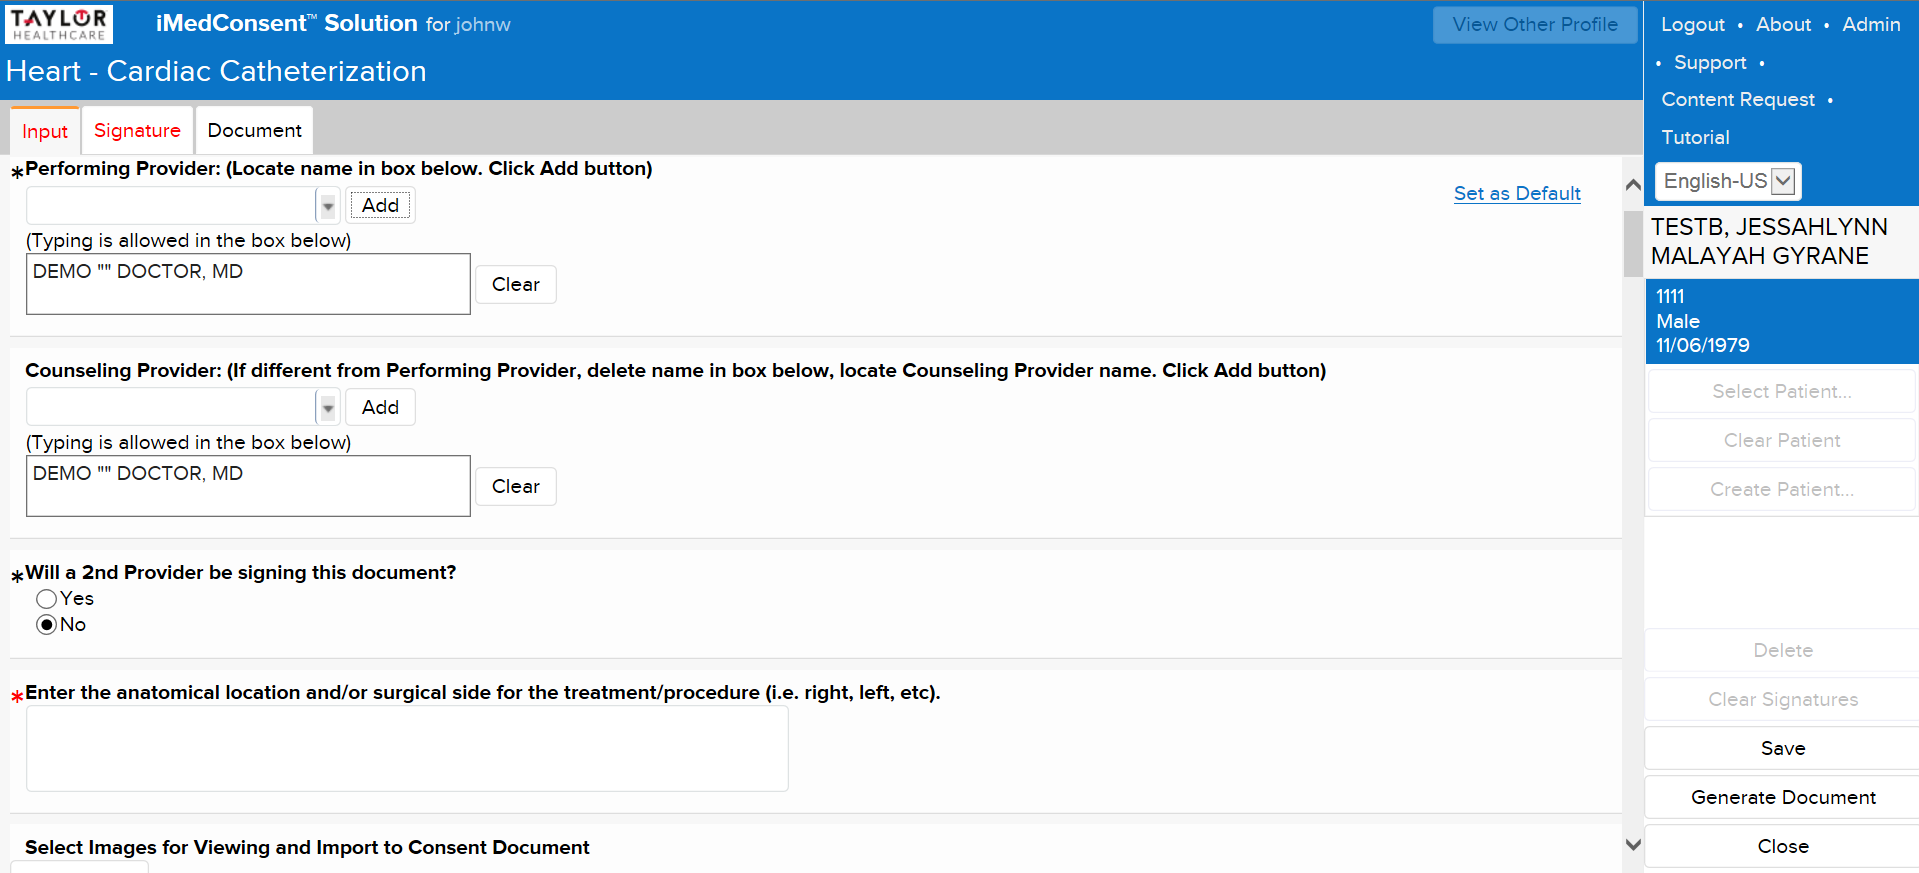 TAYLOR
HEALTHCARE
iMedConsent™ Solution for johnw
View Other Profile
Heart - Cardiac Catheterization
Logout • About • Admin
• Support •
Content Request •
Tutorial
English-US
Input
Signature
Document
*Performing Provider: (Locate name in box below. Click Add button)
Set as Default
Add
(Typing is allowed in the box below)
DEMO "" DOCTOR, MD
Clear
Counseling Provider: (If different from Performing Provider, delete name in box below, locate Counseling Provider name. Click Add button)
Add
(Typing is allowed in the box below)
DEMO "" DOCTOR, MD
Clear
*Will a 2nd Provider be signing this document?
Yes
No
*Enter the anatomical location and/or surgical side for the treatment/procedure (i.e. right, left, etc).
Select Images for Viewing and Import to Consent Document
TESTB, JESSAHLYNN
MALAYAH GYRANE
1111
Male
11/06/1979
Select Patient...
Clear Patient
Create Patient...
Delete
Clear Signatures
Save
Generate Document
Close